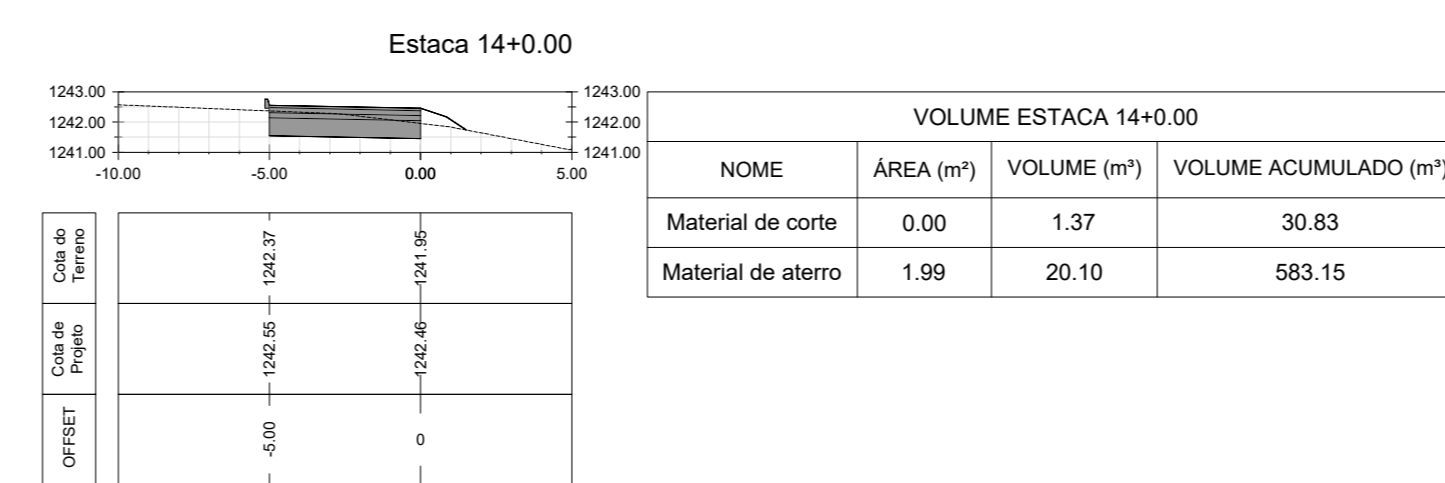 Estaca 14+0.00
1243.00
1242.00
1241.00
1243.00
1242.00
1241.00
-10.00 -5.00 0.00 5.00
Cota do
Terreno
1242.37 1241.95
Cota de
Projeto
1242.55 1242.46
OFFSET
-5.00 0
VOLUME ESTACA 14+0.00
NOME ÁREA (m²) VOLUME (m³) VOLUME ACUMULADO (m³)
Material de corte 0.00 1.37 30.83
Material de aterro 1.99 20.10 583.15